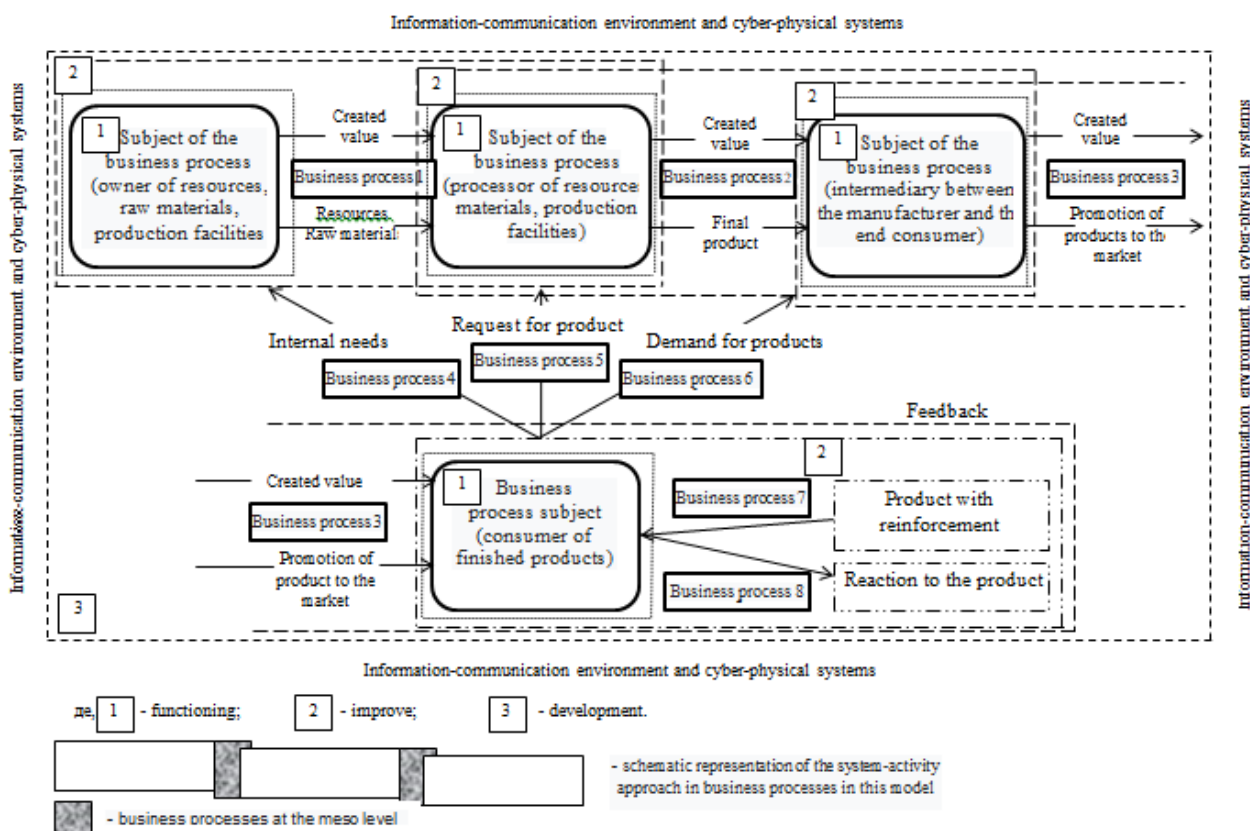 Information-communication environment and cyber-physical systems
Information-communication environment and cyber-physical systems
Information-communication environment and cyber-physical systems
2
1
Subject of the
business process
(owner of resources,
raw materials,
production facilities
Created
value
Business process 1
Resources
Raw materials
2
1
Subject of the
business process
(processor of resources
materials, production
facilities)
Created
value
Business process 2
Final
product
2
1
Subject of the
business process
(intermediary between
the manufacturer and th
end consumer)
Created
value
Business process 3
Promotion of
products to the
market
Internal needs
Request for product
Demand for products
Business process 4
Business process 5
Business process 6
Feedback
Created value
Business process 3
Promotion of
product to the
market
1
Business
process subject
(consumer of
finished products)
2
Business process 7
Product with
reinforcement
Business process 8
Reaction to the product
3
Information-communication environment and cyber-physical systems
де, 1 - functioning; 2 - improve; 3 - development.
- schematic representation of the system-activity
approach in business processes in this model
- business processes at the meso level